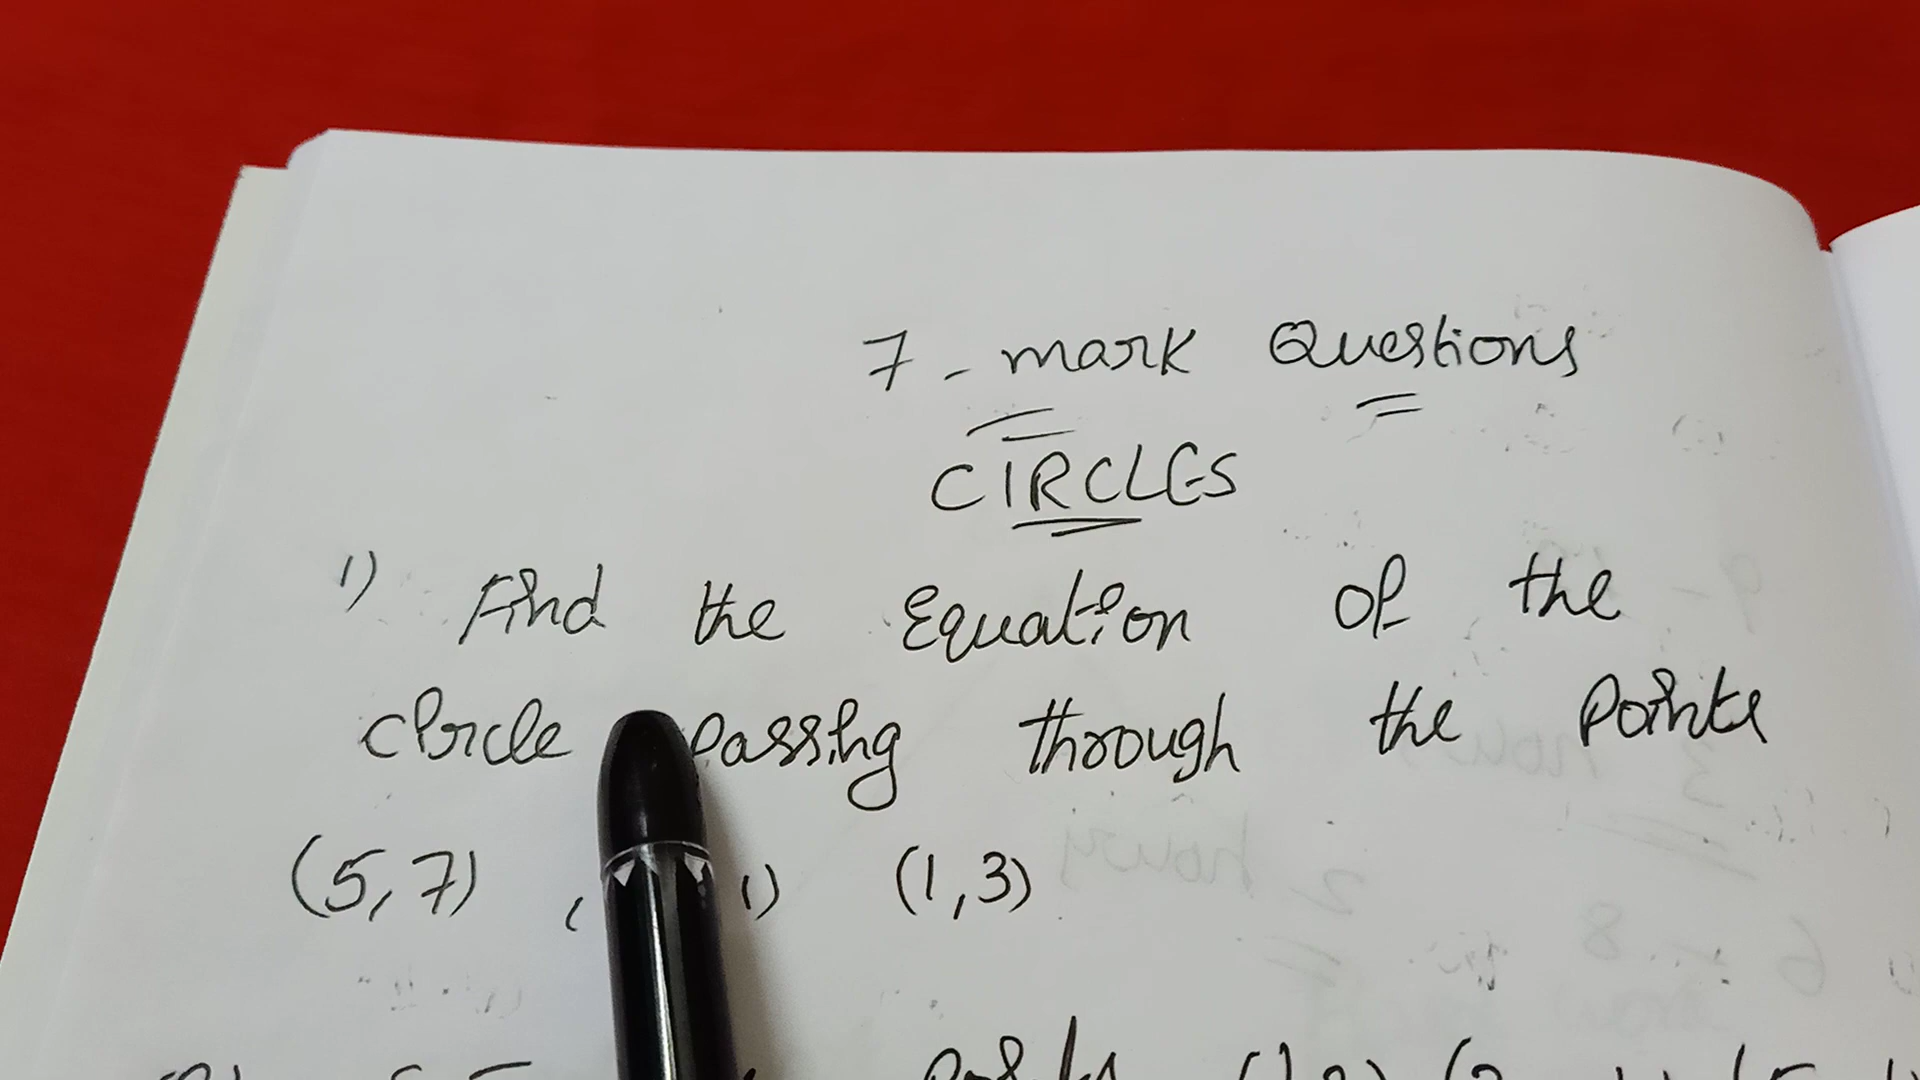 7 - mark Questions
CIRCLES
1) Find the Equation of the
circle passing through the points
(5,7) , 1) (1,3)
points